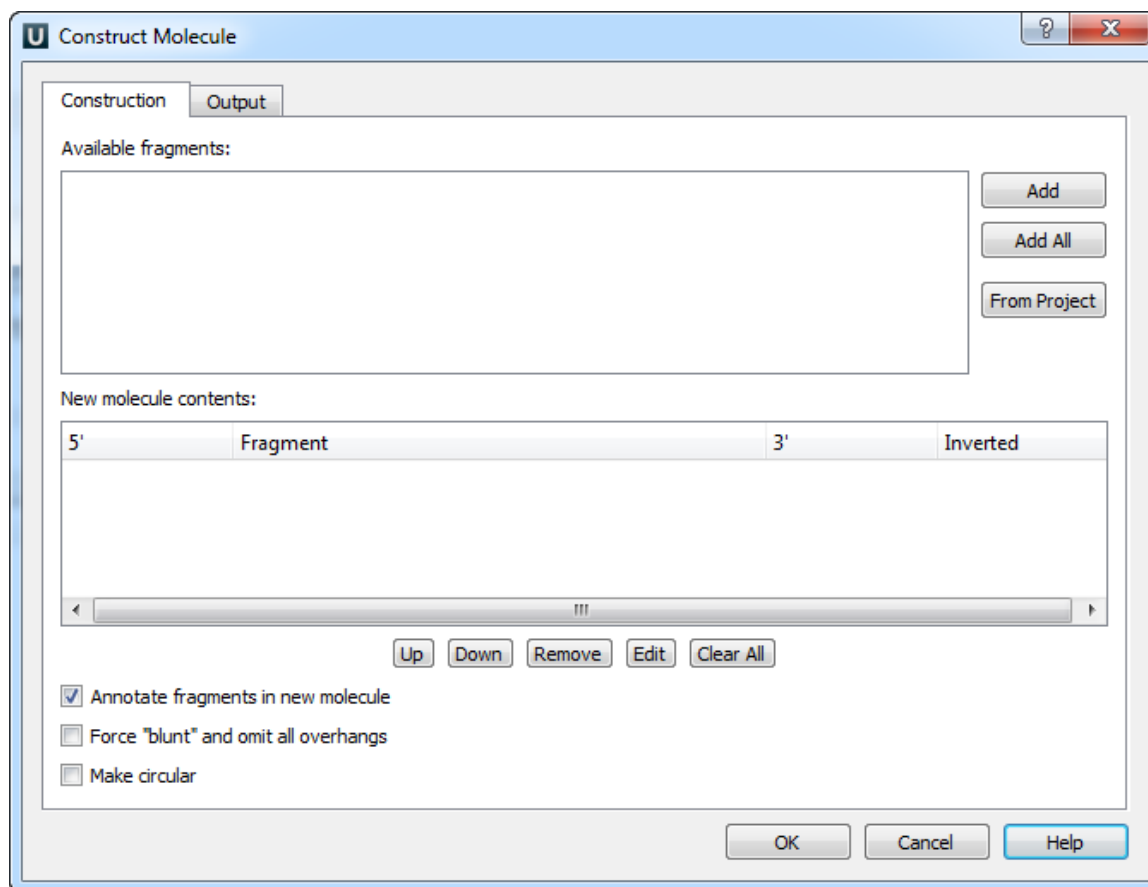 U Construct Molecule ? X
Construction Output
Available fragments:
Add
Add All
From Project
New molecule contents:
5' Fragment 3' Inverted
Up Down Remove Edit Clear All
Annotate fragments in new molecule
Force "blunt" and omit all overhangs
Make circular
OK Cancel Help